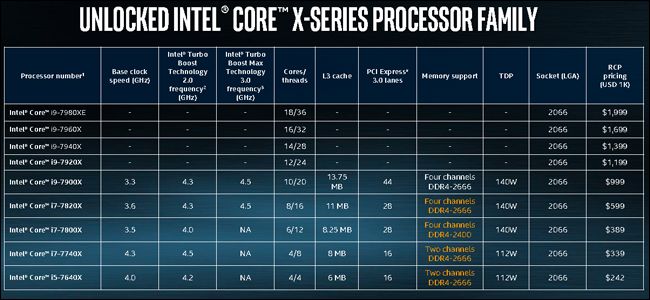 UNLOCKED INTEL® CORE™ X-SERIES PROCESSOR FAMILY
Processor number¹ Base clock speed (GHz) Intel® Turbo Boost Technology 2.0 frequency² (GHz) Intel® Turbo Boost Max Technology 3.0 frequency³ (GHz) Cores/threads L3 cache PCI Express® 3.0 lanes Memory support TDP Socket (LGA) RCP pricing (USD 1K)
Intel® Core™ i9-7980XE - - - 18/36 - - - - 2066 $1,999
Intel® Core™ i9-7960X - - - 16/32 - - - - 2066 $1,699
Intel® Core™ i9-7940X - - - 14/28 - - - - 2066 $1,399
Intel® Core™ i9-7920X - - - 12/24 - - - - 2066 $1,199
Intel® Core™ i9-7900X 3.3 4.3 4.5 10/20 13.75 MB 44 Four channels DDR4-2666 140W 2066 $999
Intel® Core™ i7-7820X 3.6 4.3 4.5 8/16 11 MB 28 Four channels DDR4-2666 140W 2066 $599
Intel® Core™ i7-7800X 3.5 4.0 NA 6/12 8.25 MB 28 Four channels DDR4-2400 140W 2066 $389
Intel® Core™ i7-7740X 4.3 4.5 NA 4/8 8 MB 16 Two channels DDR4-2666 112W 2066 $339
Intel® Core™ i5-7640X 4.0 4.2 NA 4/4 6 MB 16 Two channels DDR4-2666 112W 2066 $242